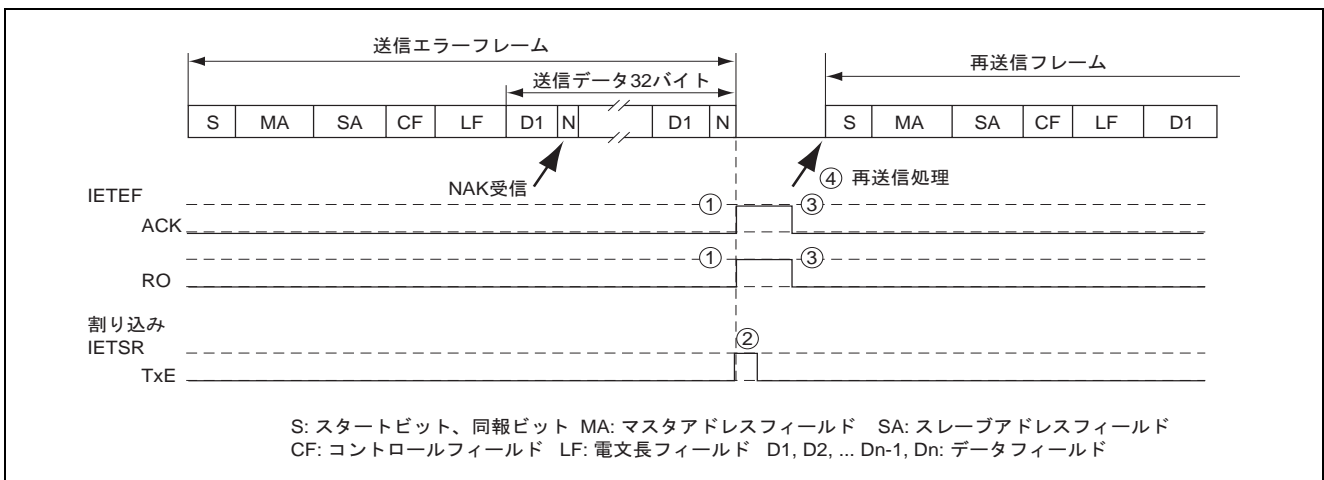 送信エラーフレーム
再送信フレーム
送信データ32バイト
S MA SA CF LF D1 N D1 N S MA SA CF LF D1
NAK受信
④ 再送信処理
IETEF
① ③
ACK
① ③
RO
割り込み
IETSR
②
TxE
S: スタートビット、同報ビット MA: マスタアドレスフィールド SA: スレーブアドレスフィールド
CF: コントロールフィールド LF: 電文長フィールド D1, D2, ... Dn-1, Dn: データフィールド